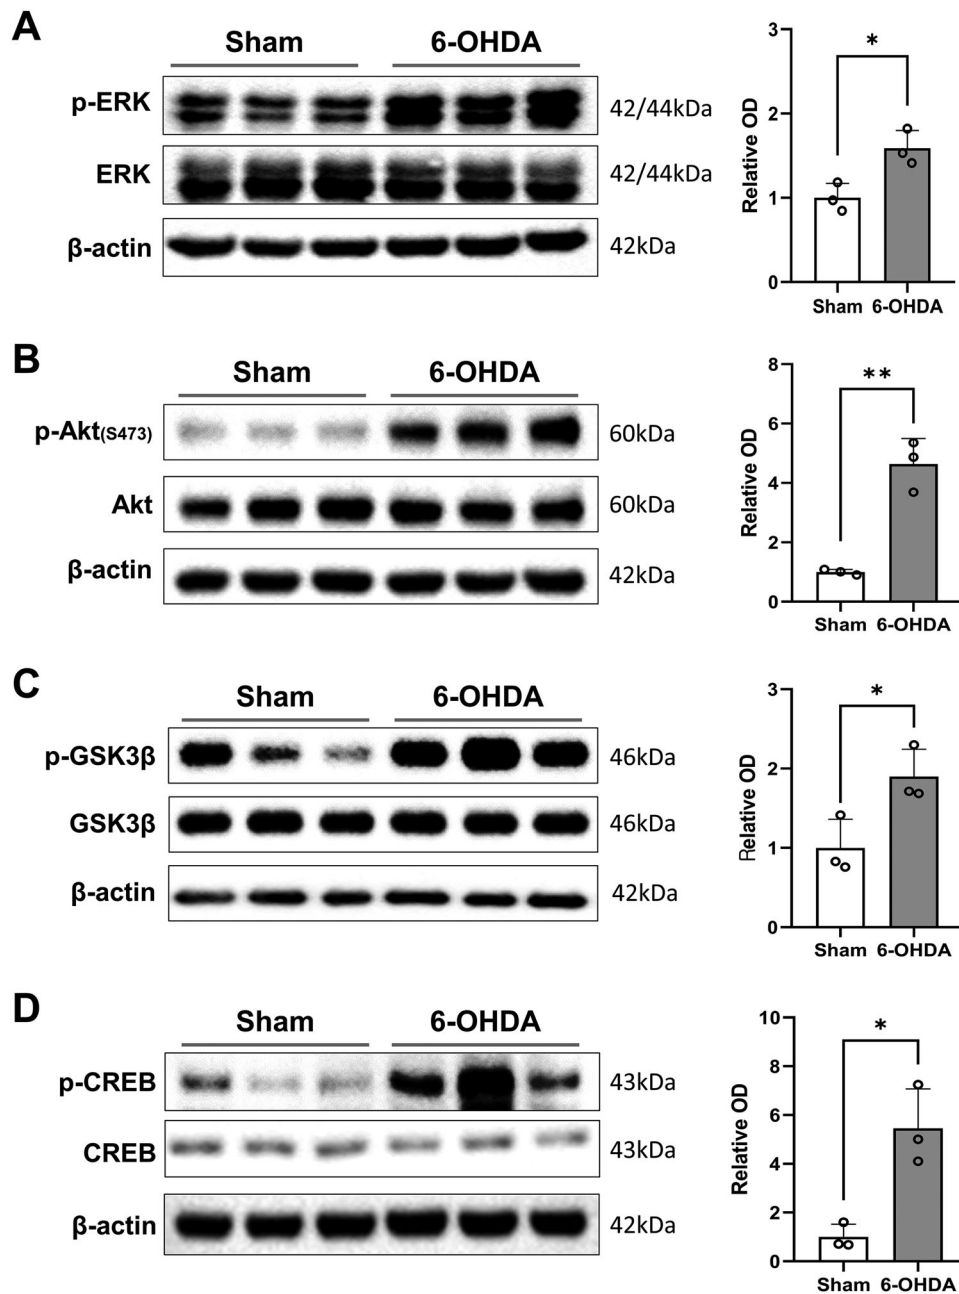 A
Sham 6-OHDA
p-ERK 42/44kDa
ERK 42/44kDa
β-actin 42kDa
3
2
1
0
Relative OD
*
Sham 6-OHDA
B
Sham 6-OHDA
p-Akt(S473) 60kDa
Akt 60kDa
β-actin 42kDa
8
6
4
2
0
Relative OD
**
Sham 6-OHDA
C
Sham 6-OHDA
p-GSK3β 46kDa
GSK3β 46kDa
β-actin 42kDa
3
2
1
0
Relative OD
*
Sham 6-OHDA
D
Sham 6-OHDA
p-CREB 43kDa
CREB 43kDa
β-actin 42kDa
10
8
6
4
2
0
Relative OD
*
Sham 6-OHDA